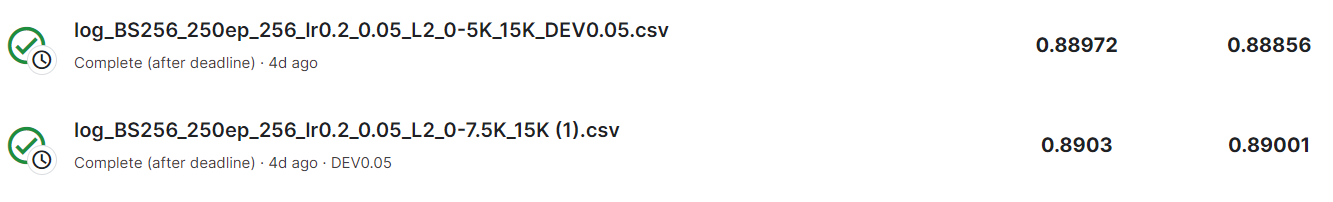 log_BS256_250ep_256_lr0.2_0.05_L2_0-5K_15K_DEV0.05.csv 0.88972 0.88856
Complete (after deadline) · 4d ago
log_BS256_250ep_256_lr0.2_0.05_L2_0-7.5K_15K (1).csv 0.8903 0.89001
Complete (after deadline) · 4d ago · DEV0.05